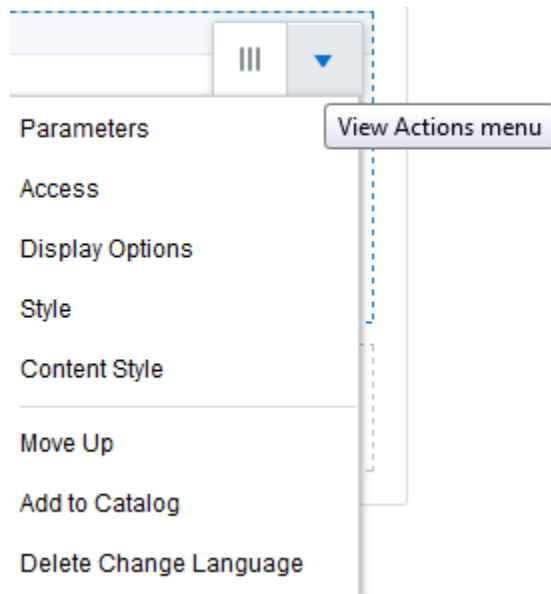 View Actions menu
Parameters
Access
Display Options
Style
Content Style
Move Up
Add to Catalog
Delete Change Language